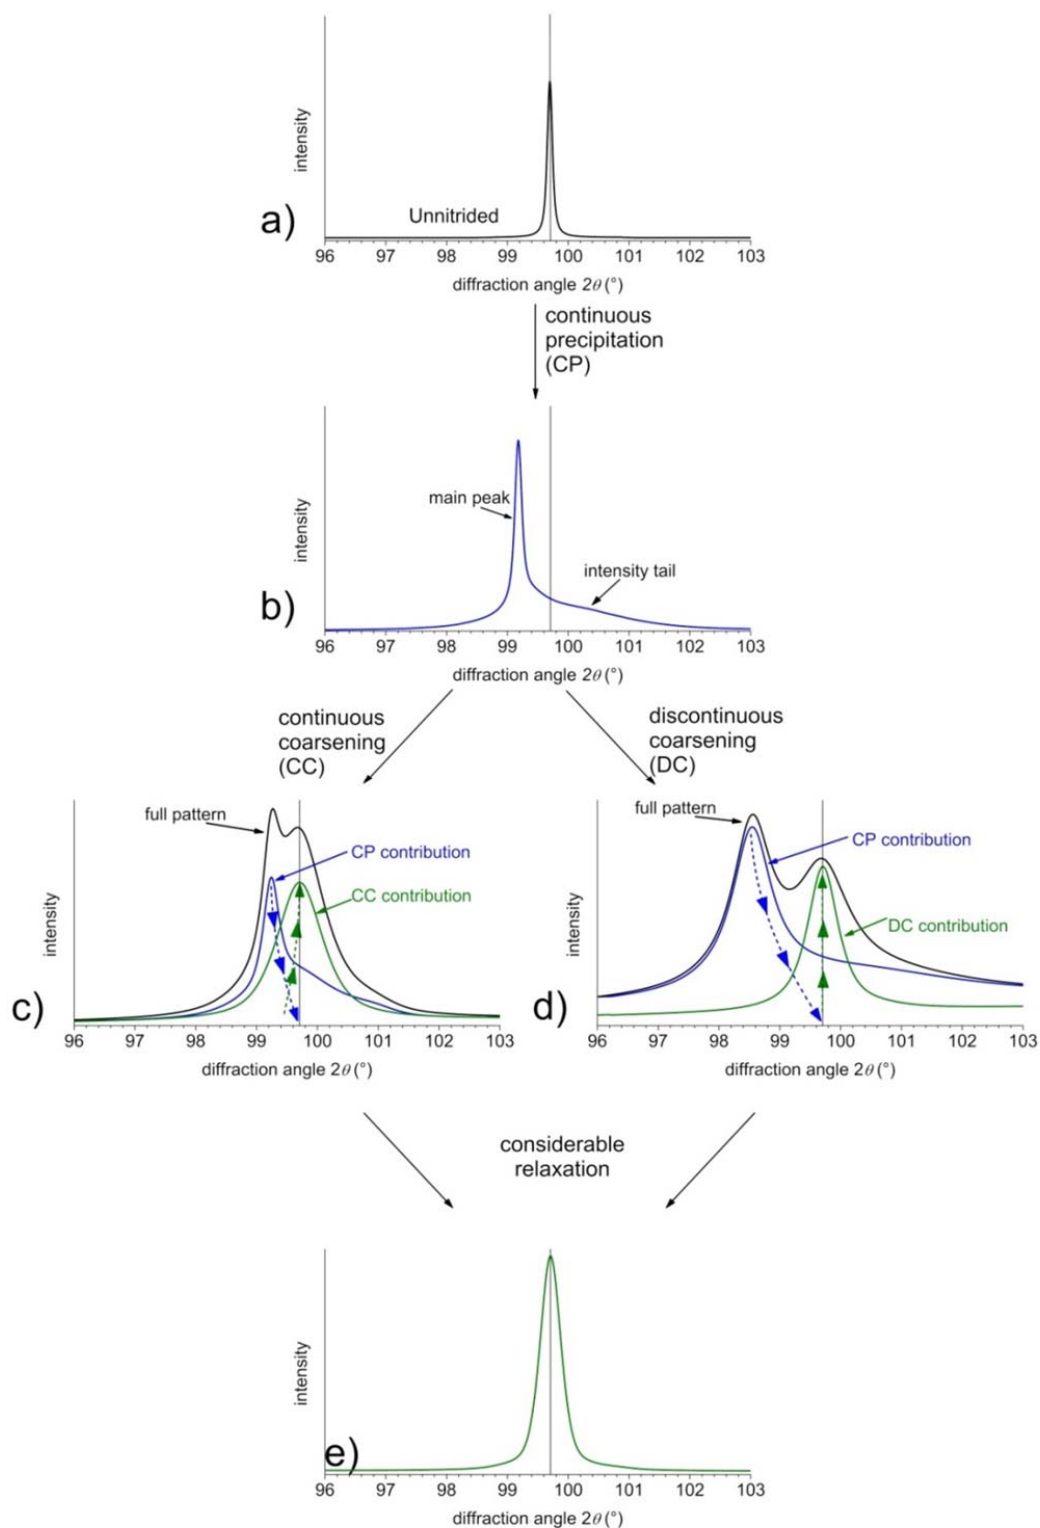 intensity
a)
Unnitrided
96 97 98 99 100 101 102 103
diffraction angle 2θ (°)
continuous
precipitation
(CP)
intensity
main peak
intensity tail
b)
96 97 98 99 100 101 102 103
diffraction angle 2θ (°)
continuous
coarsening
(CC)
discontinuous
coarsening
(DC)
full pattern
CP contribution
CC contribution
intensity
c)
96 97 98 99 100 101 102 103
diffraction angle 2θ (°)
full pattern
CP contribution
DC contribution
intensity
d)
96 97 98 99 100 101 102 103
diffraction angle 2θ (°)
considerable
relaxation
intensity
e)
96 97 98 99 100 101 102 103
diffraction angle 2θ (°)